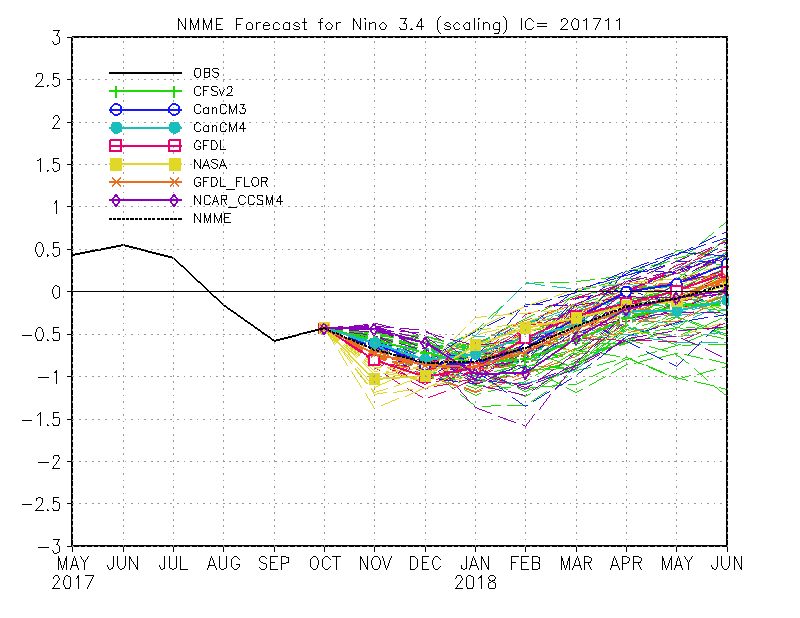 NMME Forecast for Nino 3.4 (scaling) IC= 201711
3
2.5
2
1.5
1
0.5
0
−0.5
−1
−1.5
−2
−2.5
−3
OBS
CFSv2
CanCM3
CanCM4
GFDL
NASA
GFDL_FLOR
NCAR_CCSM4
NMME
MAY JUN JUL AUG SEP OCT NOV DEC JAN FEB MAR APR MAY JUN
2017 2018